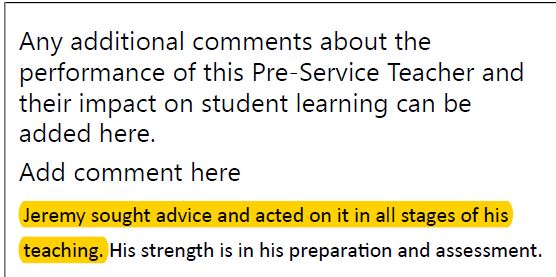 Any additional comments about the
performance of this Pre-Service Teacher and
their impact on student learning can be
added here.
Add comment here
Jeremy sought advice and acted on it in all stages of his
teaching. His strength is in his preparation and assessment.